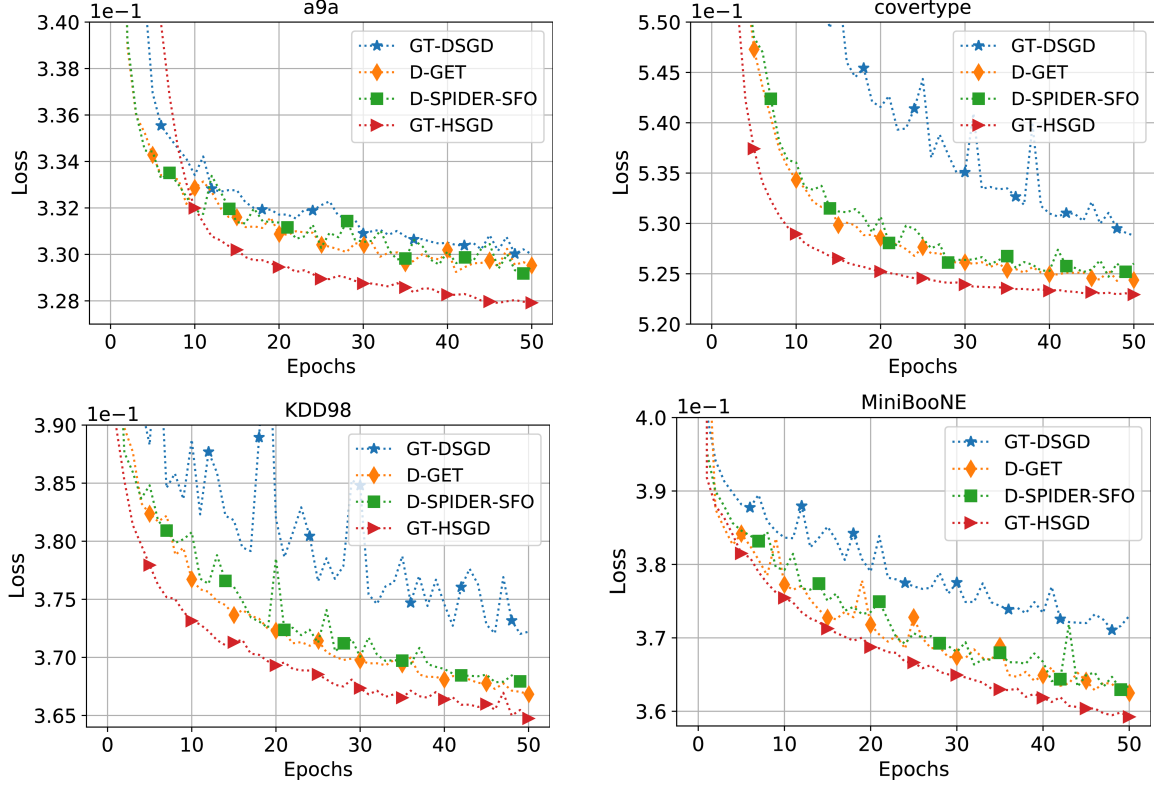 a9a
1e−1
3.40
3.38
3.36
3.34
3.32
3.30
3.28
Loss
0 10 20 30 40 50
Epochs
GT-DSGD
D-GET
D-SPIDER-SFO
GT-HSGD
covertype
1e−1
5.50
5.45
5.40
5.35
5.30
5.25
5.20
Loss
0 10 20 30 40 50
Epochs
GT-DSGD
D-GET
D-SPIDER-SFO
GT-HSGD
KDD98
1e−1
3.90
3.85
3.80
3.75
3.70
3.65
Loss
0 10 20 30 40 50
Epochs
GT-DSGD
D-GET
D-SPIDER-SFO
GT-HSGD
MiniBooNE
1e−1
4.0
3.9
3.8
3.7
3.6
Loss
0 10 20 30 40 50
Epochs
GT-DSGD
D-GET
D-SPIDER-SFO
GT-HSGD